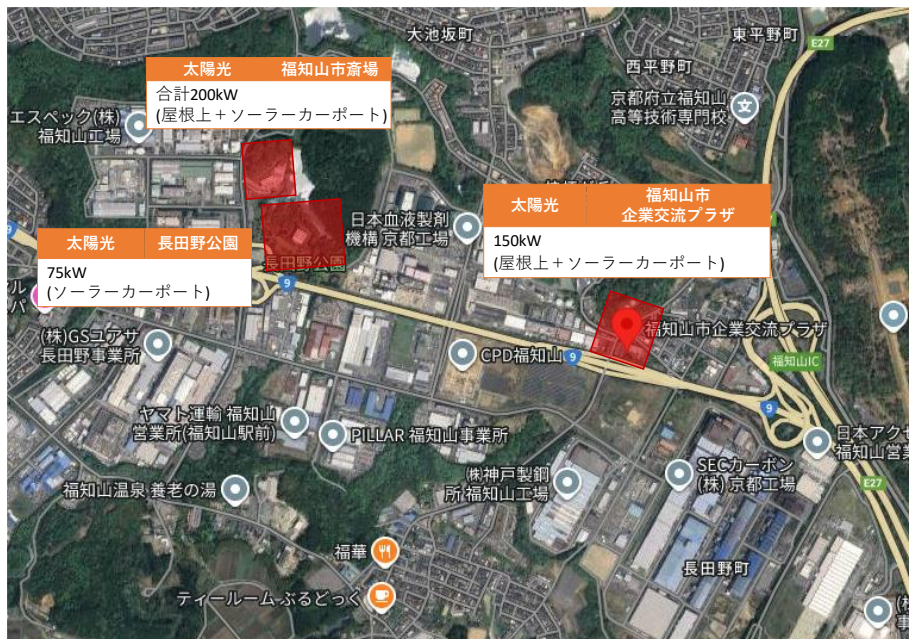 大池坂町
東平野町
E27
西平野町
太陽光 福知山市斎場
合計200kW
(屋根上+ソーラーカーポート)
エスペック(株)
福知山工場
京都府立福知山
高等技術専門校
太陽光 福知山市
企業交流プラザ
150kW
(屋根上+ソーラーカーポート)
日本血液製剤
機構 京都工場
9
太陽光 長田野公園
75kW
(ソーラーカーポート)
長田野公園
9
福知山市企業交流プラザ
(株)GSユアサ
長田野事業所
CPD福知山
9
福知山IC
9
ヤマト運輸 福知山
営業所(福知山駅前)
PILLAR 福知山事業所
日本アクセ
福知山営業
㈱神戸製鋼
所 福知山工場
SECカーボン
(株) 京都工場
E27
福知山温泉 養老の湯
福華
長田野町
ティールーム ぶるどっく